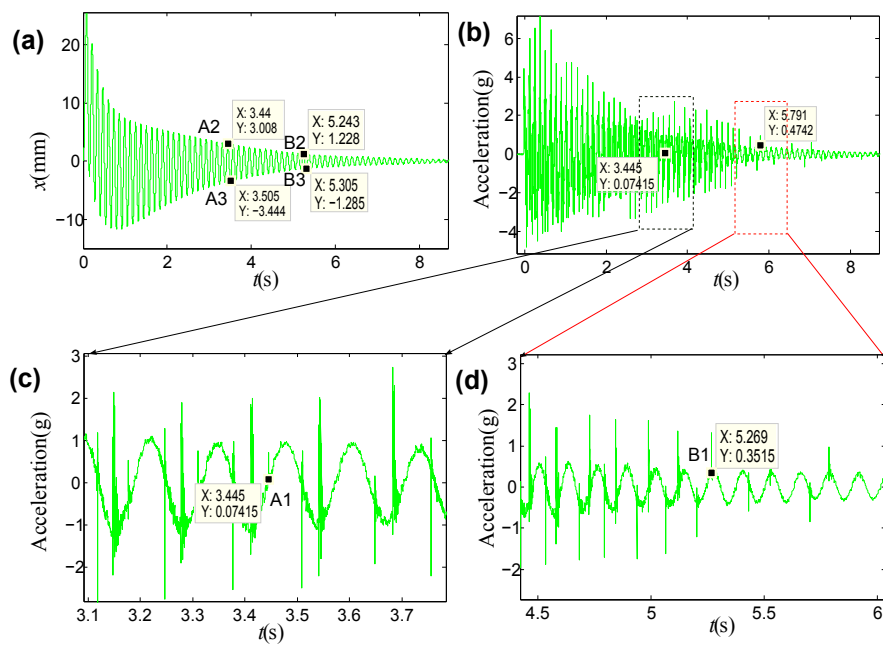 (a)
20
10
0
−10
x(mm)
A2
X: 3.44
Y: 3.008
B2
X: 5.243
Y: 1.228
A3
X: 3.505
Y: −3.444
B3
X: 5.305
Y: −1.285
0 2 4 6 8
t(s)
(b)
6
4
2
0
−2
−4
Acceleration(g)
X: 3.445
Y: 0.07415
X: 5.791
Y: 0.4742
0 2 4 6 8
t(s)
(c)
3
2
1
0
−1
−2
Acceleration(g)
X: 3.445
Y: 0.07415
A1
3.1 3.2 3.3 3.4 3.5 3.6 3.7
t(s)
(d)
3
2
1
0
−1
−2
Acceleration(g)
B1
X: 5.269
Y: 0.3515
4.5 5 5.5 6
t(s)